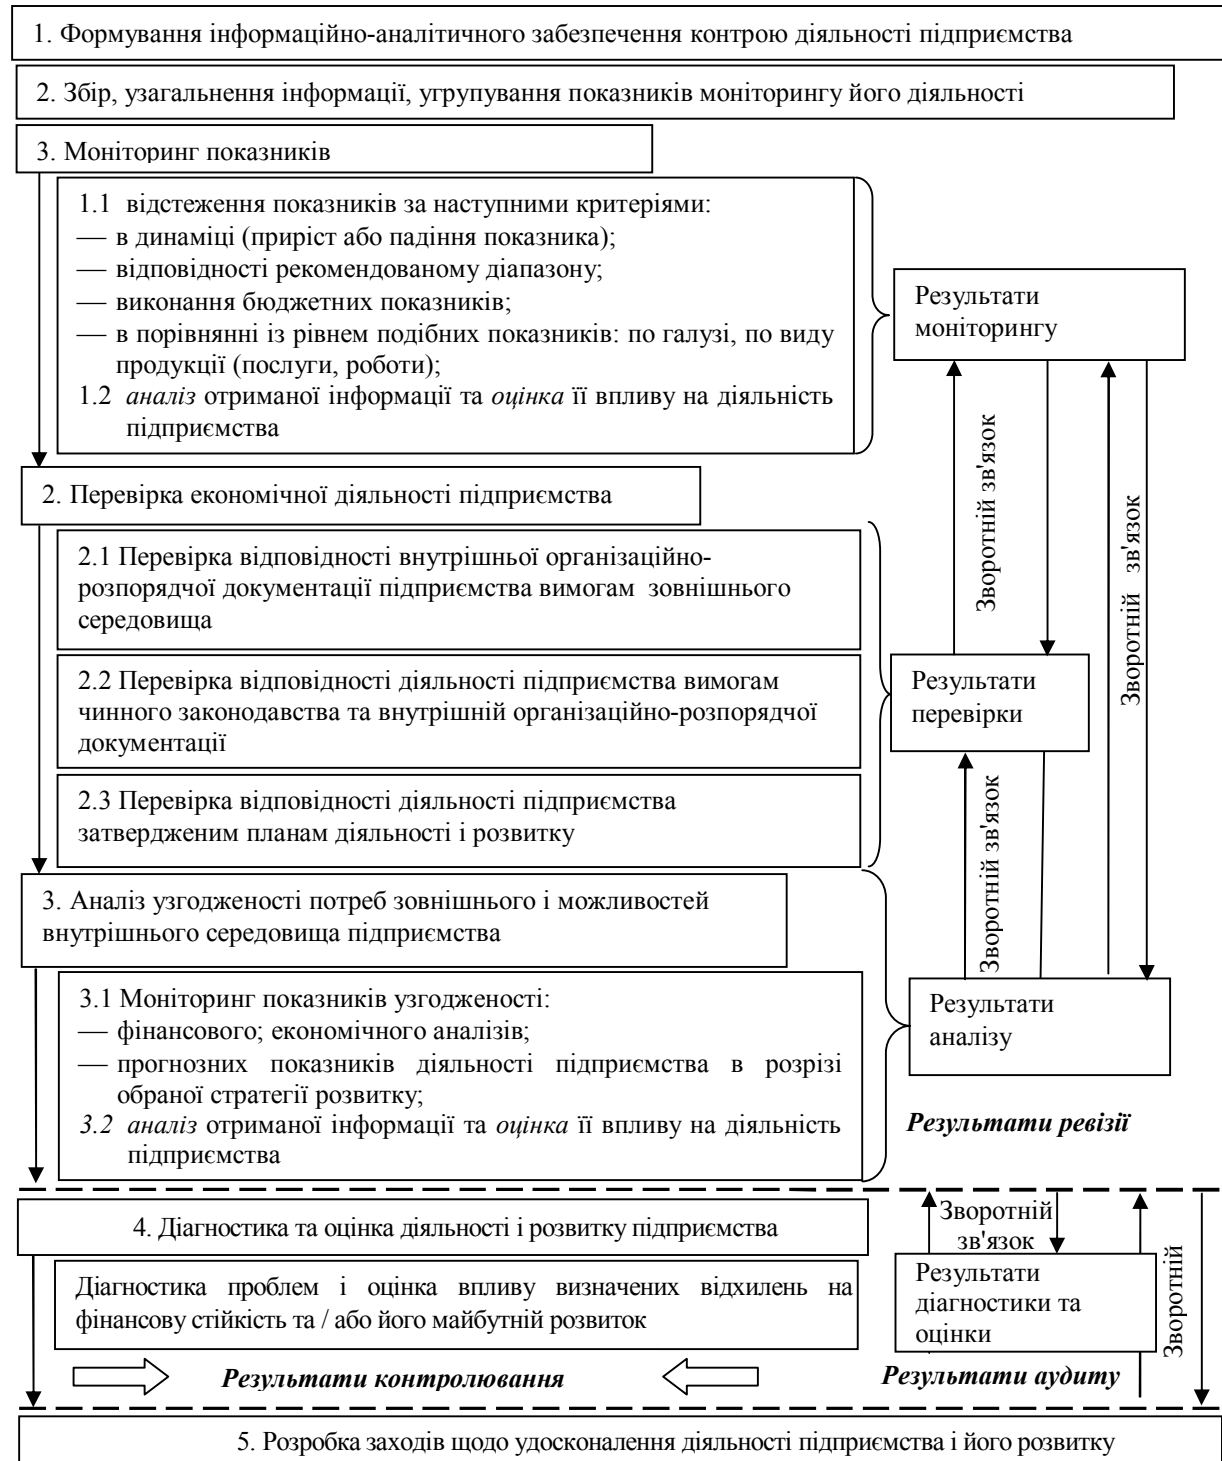 1. Формування інформаційно-аналітичного забезпечення контрою діяльності підприємства
2. Збір, узагальнення інформації, угрупування показників моніторингу його діяльності
3. Моніторинг показників
1.1 відстеження показників за наступними критеріями:
— в динаміці (приріст або падіння показника);
— відповідності рекомендованому діапазону;
— виконання бюджетних показників;
— в порівнянні із рівнем подібних показників: по галузі, по виду
продукції (послуги, роботи);
1.2 аналіз отриманої інформації та оцінка її впливу на діяльність
підприємства
Результати
моніторингу
Зворотній зв'язок
Зворотній зв'язок
2. Перевірка економічної діяльності підприємства
2.1 Перевірка відповідності внутрішньої організаційно-
розпорядчої документації підприємства вимогам зовнішнього
середовища
2.2 Перевірка відповідності діяльності підприємства вимогам
чинного законодавства та внутрішній організаційно-розпорядчої
документації
2.3 Перевірка відповідності діяльності підприємства
затвердженим планам діяльності і розвитку
Результати
перевірки
Зворотній зв'язок
3. Аналіз узгодженості потреб зовнішнього і можливостей
внутрішнього середовища підприємства
3.1 Моніторинг показників узгодженості:
— фінансового; економічного аналізів;
— прогнозних показників діяльності підприємства в розрізі
обраної стратегії розвитку;
3.2 аналіз отриманої інформації та оцінка її впливу на діяльність
підприємства
Результати
аналізу
Результати ревізії
4. Діагностика та оцінка діяльності і розвитку підприємства
Зворотній
зв'язок
Діагностика проблем і оцінка впливу визначених відхилень на
фінансову стійкість та / або його майбутній розвиток
Результати
діагностики та
оцінки
Зворотній
Результати контролювання
Результати аудиту
5. Розробка заходів щодо удосконалення діяльності підприємства і його розвитку